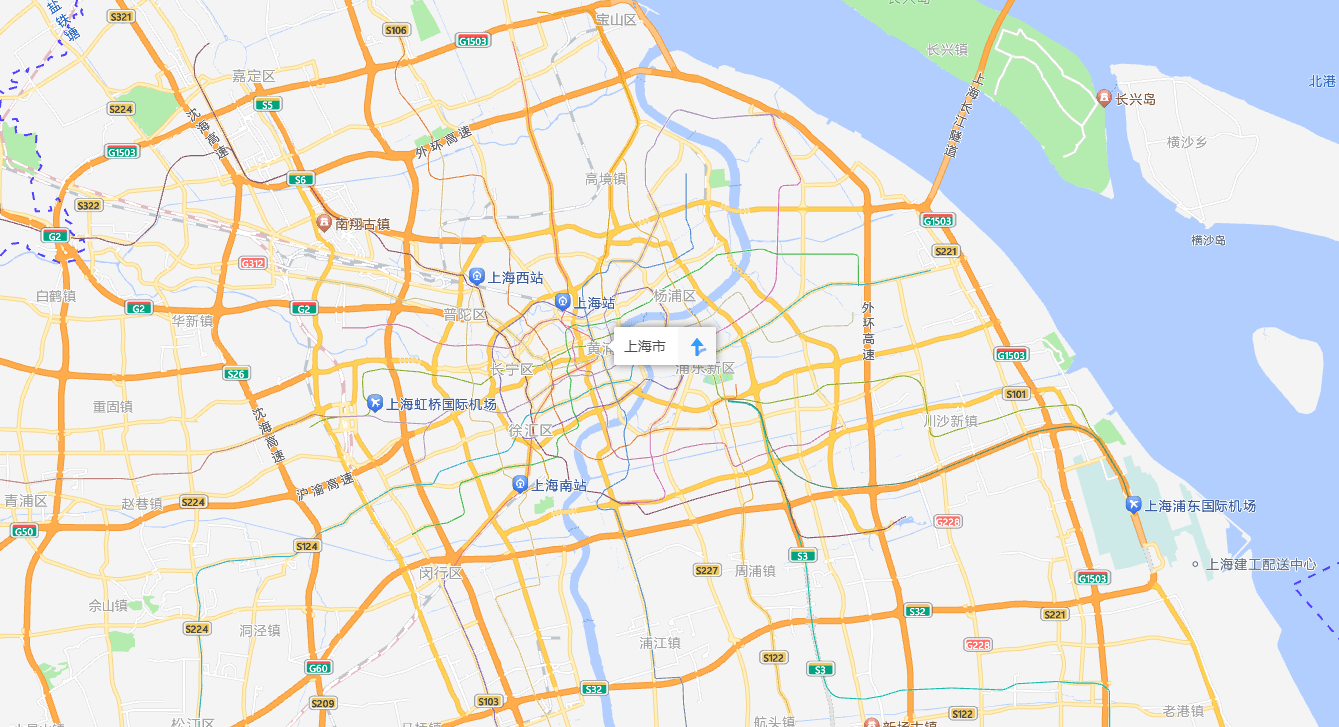 盐铁塘
S321
S106
G1503
宝山区
长兴镇
北港
嘉定区
S5
S224
沈海高速
G1503
外环高速
上海长江隧道
长兴岛
横沙乡
S6
高境镇
S322
南翔古镇
G1503
G2
横沙岛
S221
G312
上海西站
白鹤镇
上海站
杨浦区
G2
G2
华新镇
普陀区
外环高速
上海市
G1503
长宁区
浦东新区
S26
S101
重固镇
上海虹桥国际机场
沈海高速
徐汇区
川沙新镇
沪渝高速
上海南站
青浦区
赵巷镇
S224
上海浦东国际机场
G50
G228
S124
S3
上海建工配送中心
闵行区
S227
周浦镇
G1503
佘山镇
S32
S221
S224
洞泾镇
浦江镇
G228
S122
G60
S3
S32
S103
S209
S122
老港镇
松江区
航头镇
新场古镇